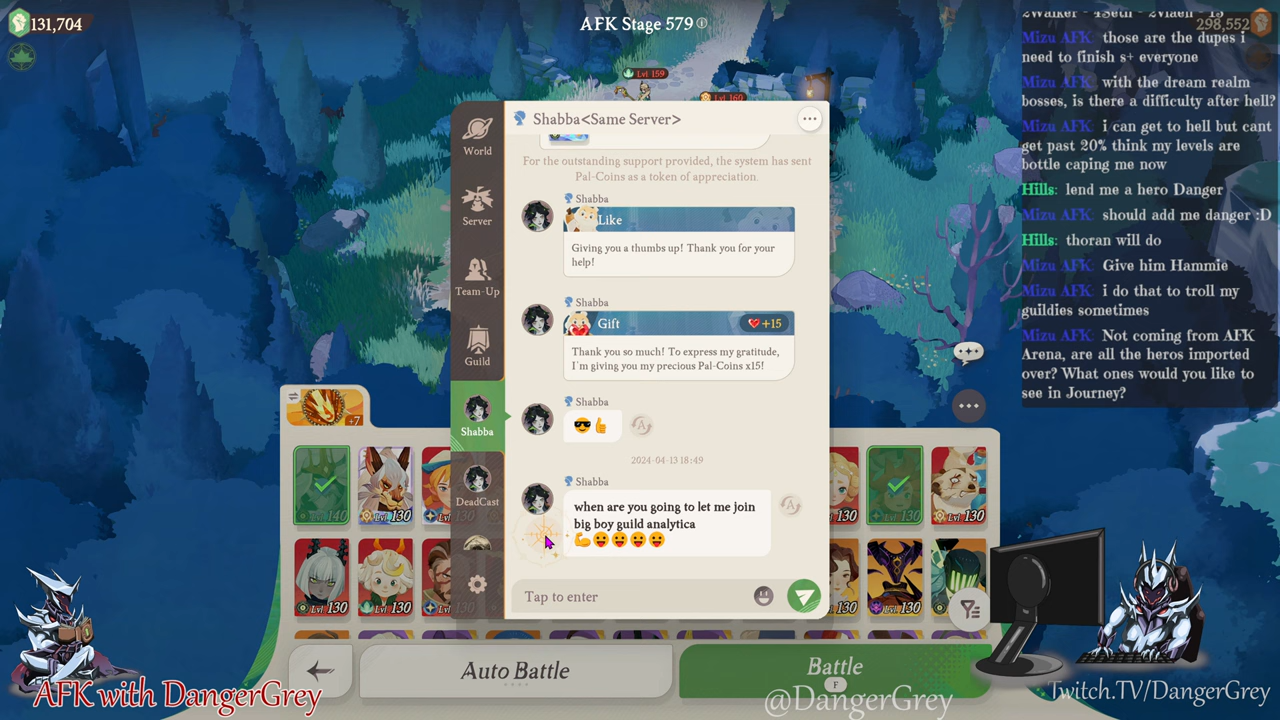 131,704
AFK Stage 579
298,552
Lvl 159
Lvl 160
World
Server
Team-Up
Guild
Shabba
DeadCast
Shabba<Same Server>
For the outstanding support provided, the system has sent
Pal-Coins as a token of appreciation.
Shabba
Like
Giving you a thumbs up! Thank you for your
help!
Shabba
Gift
+15
Thank you so much! To express my gratitude,
I'm giving you my precious Pal-Coins x15!
Shabba
😎👍
2024-04-13 18:49
Shabba
when are you going to let me join
big boy guild analytica
💪😛😛😛😛
Tap to enter
Mizu AFK: those are the dupes i
need to finish s+ everyone
Mizu AFK: with the dream realm
bosses, is there a difficulty after hell?
Mizu AFK: i can get to hell but cant
get past 20% think my levels are
bottle caping me now
Hills: lend me a hero Danger
Mizu AFK: should add me danger :D
Hills: thoran will do
Mizu AFK: Give him Hammie
Mizu AFK: i do that to troll my
guildies sometimes
Mizu AFK: Not coming from AFK
Arena, are all the heros imported
over? What ones would you like to
see in Journey?
+7
Lvl 140
Lvl 130
130
130
Lvl 130
Lvl 130
Lvl 130
130
130
Lvl 130
Lvl 130
Auto Battle
Battle
F
AFK with DangerGrey
@DangerGrey
Twitch.TV/DangerGrey